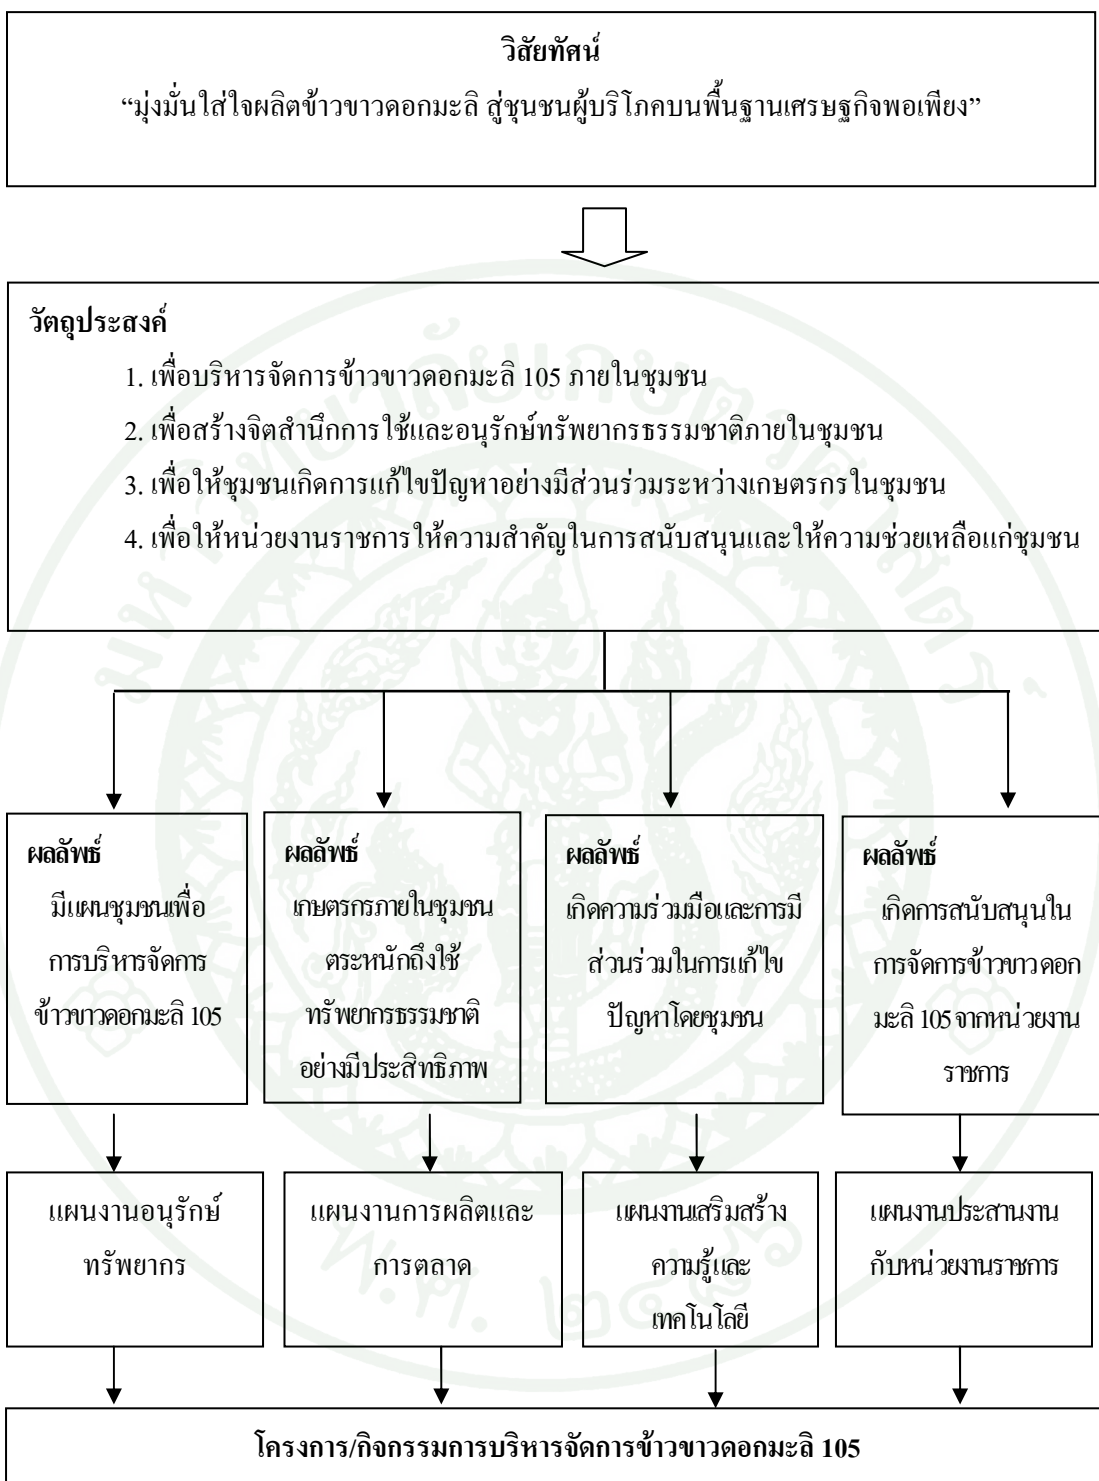 วิสัยทัศน์
“มุ่งมั่นใส่ใจผลิตข้าวขาวดอกมะลิ สู่ชุนชนผู้บริโภคบนพื้นฐานเศรษฐกิจพอเพียง”
วัตถุประสงค์
1. เพื่อบริหารจัดการข้าวขาวดอกมะลิ 105 ภายในชุมชน
2. เพื่อสร้างจิตสำนึกการใช้และอนุรักษ์ทรัพยากรธรรมชาติภายในชุมชน
3. เพื่อให้ชุมชนเกิดการแก้ไขปัญหาอย่างมีส่วนร่วมระหว่างเกษตรกรในชุมชน
4. เพื่อให้หน่วยงานราชการให้ความสำคัญในการสนับสนุนและให้ความช่วยเหลือแก่ชุมชน
ผลลัพธ์
มีแผนชุมชนเพื่อ
การบริหารจัดการ
ข้าวขาวดอกมะลิ 105
ผลลัพธ์
เกษตรกรภายในชุมชน
ตระหนักถึงใช้
ทรัพยากรธรรมชาติ
อย่างมีประสิทธิภาพ
ผลลัพธ์
เกิดความร่วมมือและการมี
ส่วนร่วมในการแก้ไข
ปัญหาโดยชุมชน
ผลลัพธ์
เกิดการสนับสนุนใน
การจัดการข้าวขาวดอก
มะลิ 105 จากหน่วยงาน
ราชการ
แผนงานอนุรักษ์
ทรัพยากร
แผนงานการผลิตและ
การตลาด
แผนงานเสริมสร้าง
ความรู้และ
เทคโนโลยี
แผนงานประสานงาน
กับหน่วยงานราชการ
โครงการ/กิจกรรมการบริหารจัดการข้าวขาวดอกมะลิ 105
มหาวิทยาลัยเกษตรศาสตร์
พ.ศ. ๒๔๘๖